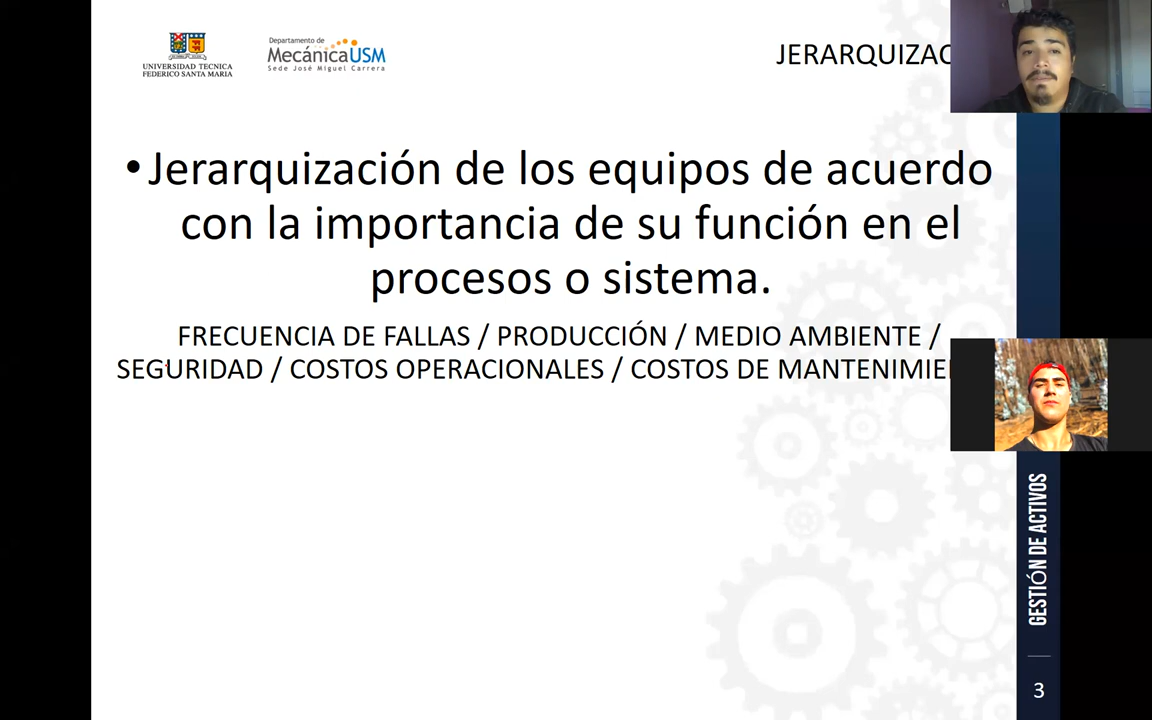 UNIVERSIDAD TECNICA
FEDERICO SANTA MARIA
Departamento de
MecánicaUSM
Sede José Miguel Carrera
JERARQUIZAC
• Jerarquización de los equipos de acuerdo
con la importancia de su función en el
procesos o sistema.
FRECUENCIA DE FALLAS / PRODUCCIÓN / MEDIO AMBIENTE /
SEGURIDAD / COSTOS OPERACIONALES / COSTOS DE MANTENIMIE
GESTIÓN DE ACTIVOS
3